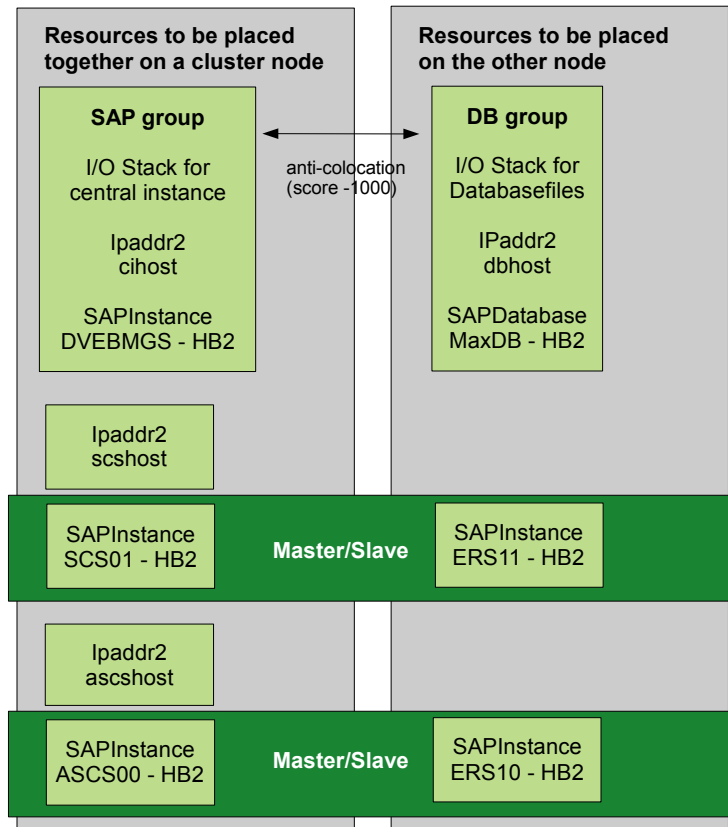 Resources to be placed
together on a cluster node
Resources to be placed
on the other node
SAP group
I/O Stack for
central instance
Ipaddr2
cihost
SAPInstance
DVEBMGS - HB2
anti-colocation
(score -1000)
DB group
I/O Stack for
Databasefiles
IPaddr2
dbhost
SAPDatabase
MaxDB - HB2
Ipaddr2
scshost
SAPInstance
SCS01 - HB2
Master/Slave
SAPInstance
ERS11 - HB2
Ipaddr2
ascshost
SAPInstance
ASCS00 - HB2
Master/Slave
SAPInstance
ERS10 - HB2